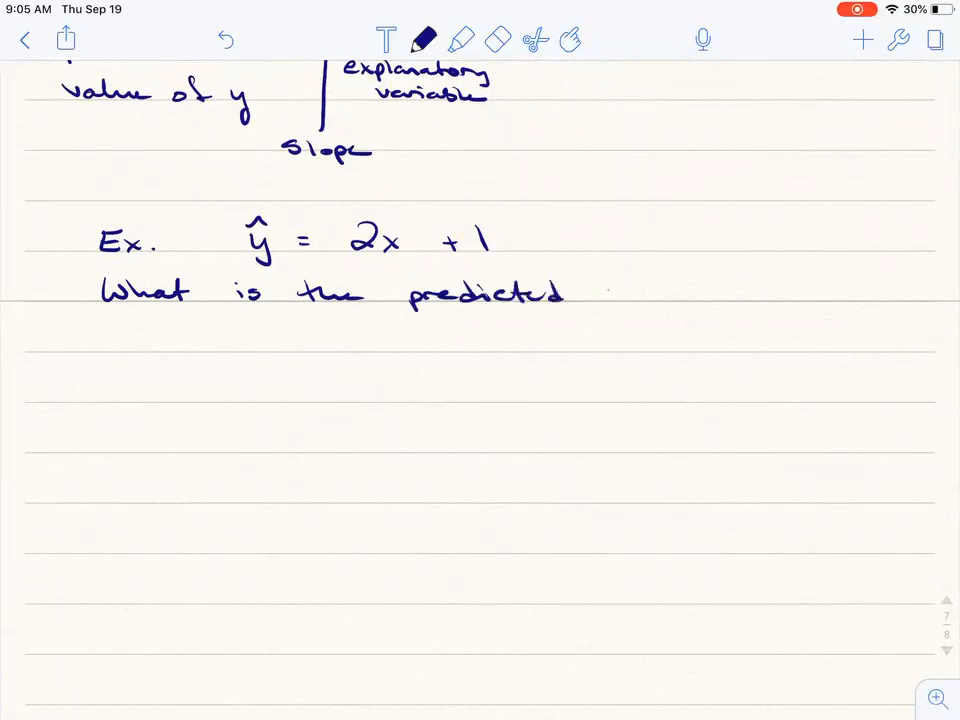 9:05 AM Thu Sep 19
30%
T
explanatory
value of y
variable
slope
Ex. ŷ = 2x + 1
What is the predicted
7
8